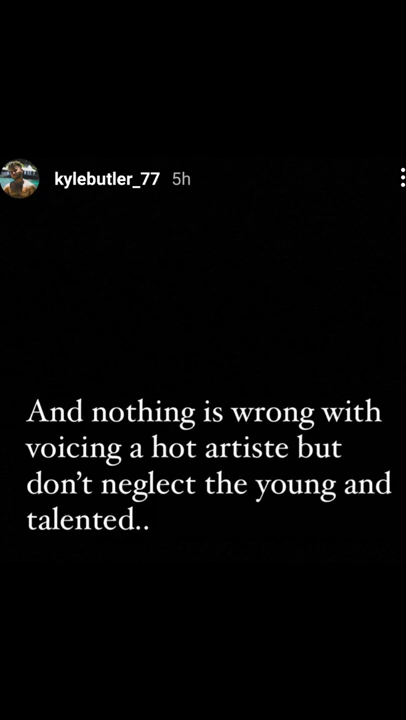 kylebutler_77 5h
And nothing is wrong with
voicing a hot artiste but
don’t neglect the young and
talented..